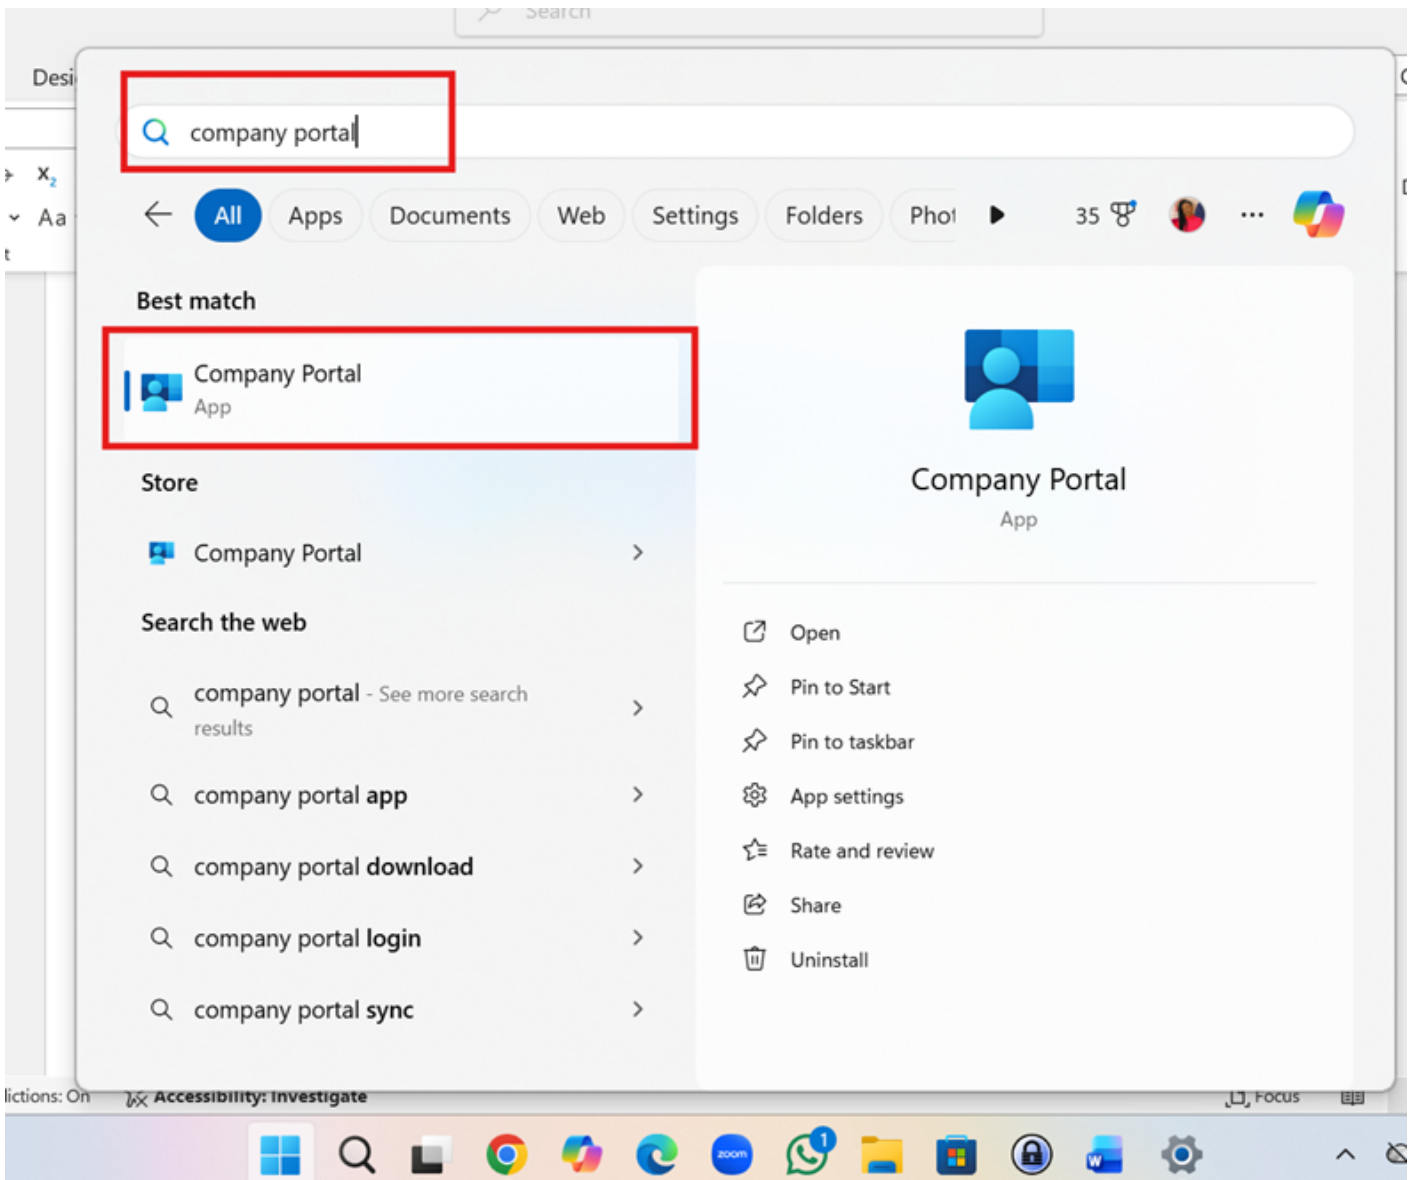 Search
Desi
company portal
X2
Aa
All Apps Documents Web Settings Folders Phot 35
Best match
Company Portal
App
Store
Company Portal
Search the web
company portal - See more search
results
company portal app
company portal download
company portal login
company portal sync
Company Portal
App
Open
Pin to Start
Pin to taskbar
App settings
Rate and review
Share
Uninstall
ictions: On Accessibility: Investigate Focus
zoom
1
W